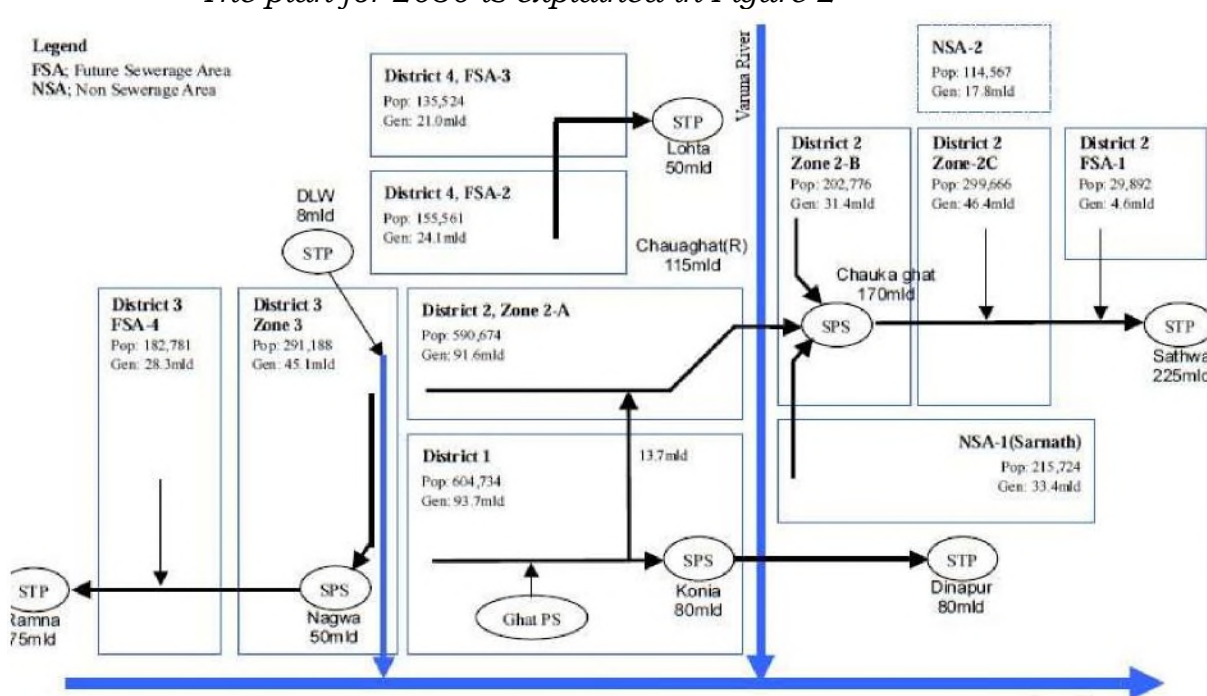 The plan for 2030 is explained in Figure 2
Legend
FSA; Future Sewerage Area
NSA; Non Sewerage Area
District 4, FSA-3
Pop: 135,524
Gen: 21.0mld
STP
Lohta
50mld
Varuna River
NSA-2
Pop: 114,567
Gen: 17.8mld
District 2
Zone 2-B
Pop: 202,776
Gen: 31.4mld
District 2
Zone-2C
Pop: 299,666
Gen: 46.4mld
District 2
FSA-1
Pop: 29,892
Gen: 4.6mld
DLW
8mld
STP
District 4, FSA-2
Pop: 155,561
Gen: 24.1mld
Chauaghat(R)
115mld
Chauka ghat
170mld
SPS
STP
Sathwa
225mld
District 3
FSA-4
Pop: 182,781
Gen: 28.3mld
District 3
Zone 3
Pop: 291,188
Gen: 45.1mld
District 2, Zone 2-A
Pop: 590,674
Gen: 91.6mld
District 1
Pop: 604,734
Gen: 93.7mld
13.7mld
NSA-1(Sarnath)
Pop: 215,724
Gen: 33.4mld
STP
Ramna
75mld
SPS
Nagwa
50mld
Ghat PS
SPS
Konia
80mld
STP
Dinapur
80mld